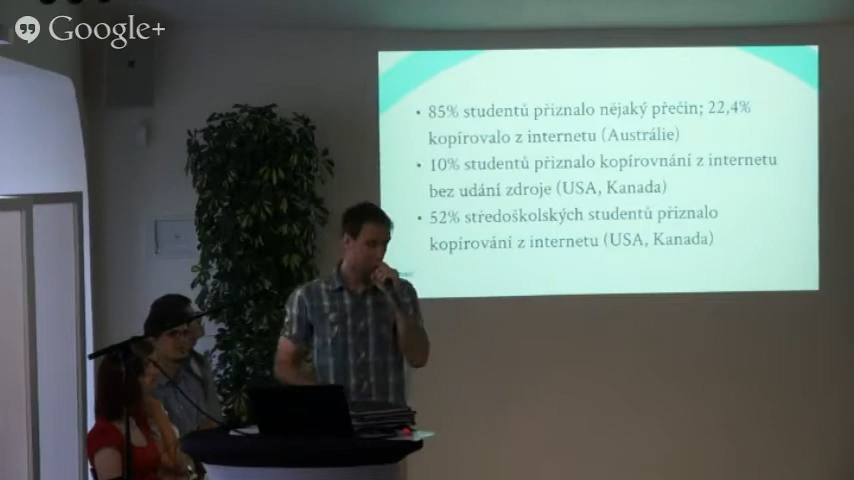 Google+
• 85% studentů přiznalo nějaký přečin; 22,4%
kopírovalo z internetu (Austrálie)
• 10% studentů přiznalo kopírovnání z internetu
bez udání zdroje (USA, Kanada)
• 52% středoškolských studentů přiznalo
kopírování z internetu (USA, Kanada)